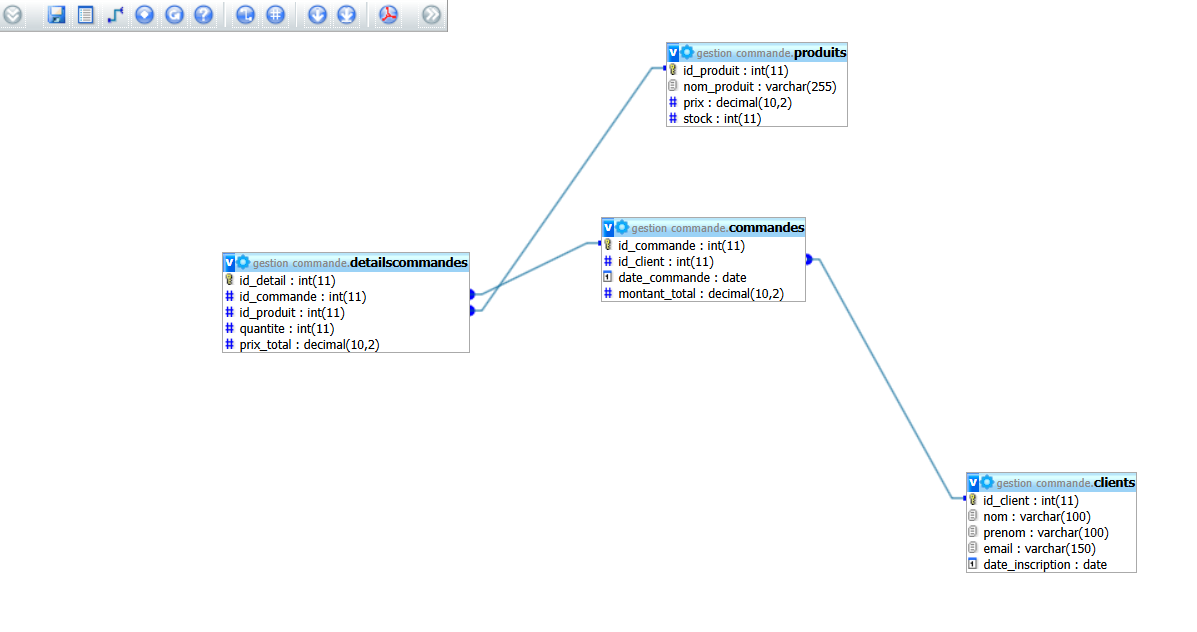 gestion commande.produits
id_produit : int(11)
nom_produit : varchar(255)
prix : decimal(10,2)
stock : int(11)
gestion commande.commandes
id_commande : int(11)
id_client : int(11)
date_commande : date
montant_total : decimal(10,2)
gestion commande.detailscommandes
id_detail : int(11)
id_commande : int(11)
id_produit : int(11)
quantite : int(11)
prix_total : decimal(10,2)
gestion commande.clients
id_client : int(11)
nom : varchar(100)
prenom : varchar(100)
email : varchar(150)
date_inscription : date